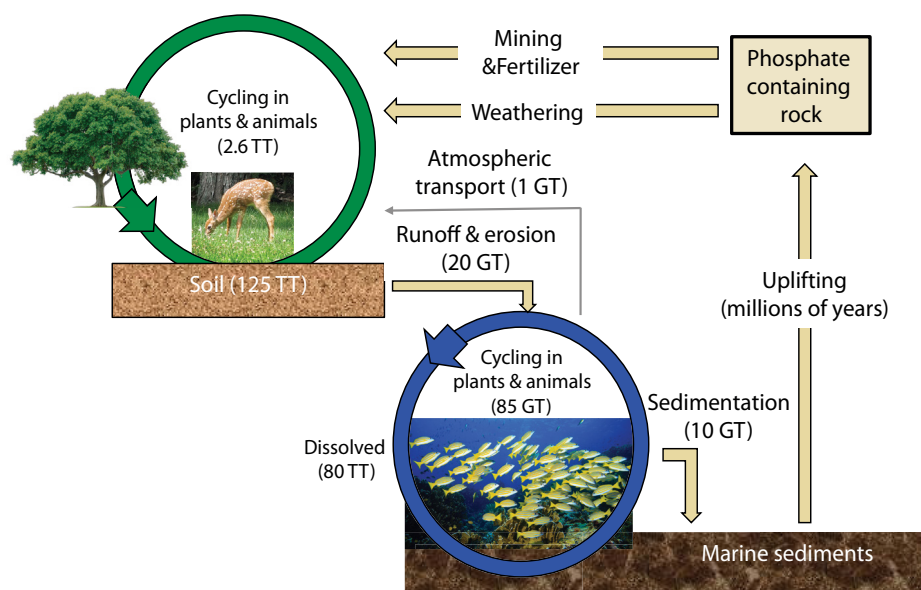 Mining
&Fertilizer
Phosphate
containing
rock
Cycling in
plants & animals
(2.6 TT)
Weathering
Atmospheric
transport (1 GT)
Runoff & erosion
(20 GT)
Soil (125 TT)
Uplifting
(millions of years)
Cycling in
plants & animals
(85 GT)
Sedimentation
(10 GT)
Dissolved
(80 TT)
Marine sediments